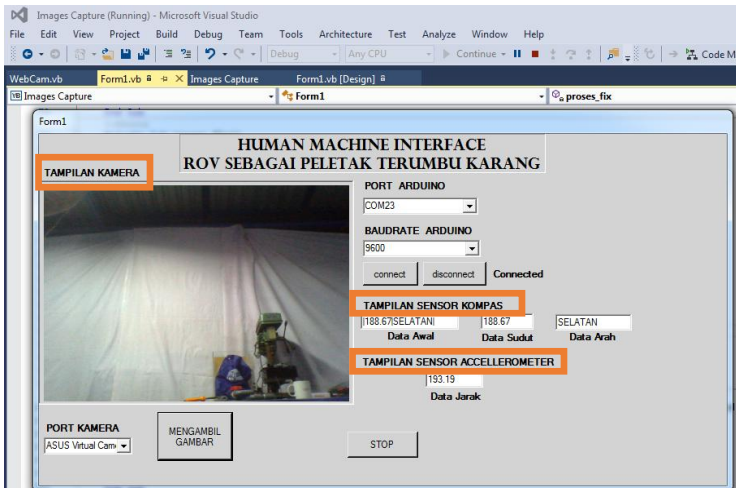 Images Capture (Running) - Microsoft Visual Studio
File Edit View Project Build Debug Team Tools Architecture Test Analyze Window Help
Debug Any CPU Continue Code M
WebCam.vb Form1.vb Images Capture Form1.vb [Design]
Images Capture Form1 proses_fix
Form1
HUMAN MACHINE INTERFACE
ROV SEBAGAI PELETAK TERUMBU KARANG
TAMPILAN KAMERA
PORT ARDUINO
COM23
BAUDRATE ARDUINO
9600
connect disconnect Connected
TAMPILAN SENSOR KOMPAS
|188.67|SELATAN| 188.67 SELATAN
Data Awal Data Sudut Data Arah
TAMPILAN SENSOR ACCELLEROMETER
193.19
Data Jarak
PORT KAMERA
ASUS Virtual Cam
MENGAMBIL
GAMBAR
STOP